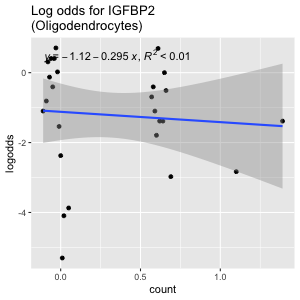 Log odds for IGFBP2
(Oligodendrocytes)
y = −1.12 − 0.295 x, R² < 0.01
0
-2
-4
logodds
0.0 0.5 1.0
count